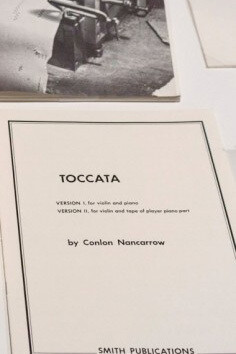 TOCCATA
VERSION I, for violin and piano
VERSION II, for violin and tape of player-piano part
by Conlon Nancarrow
SMITH PUBLICATIONS